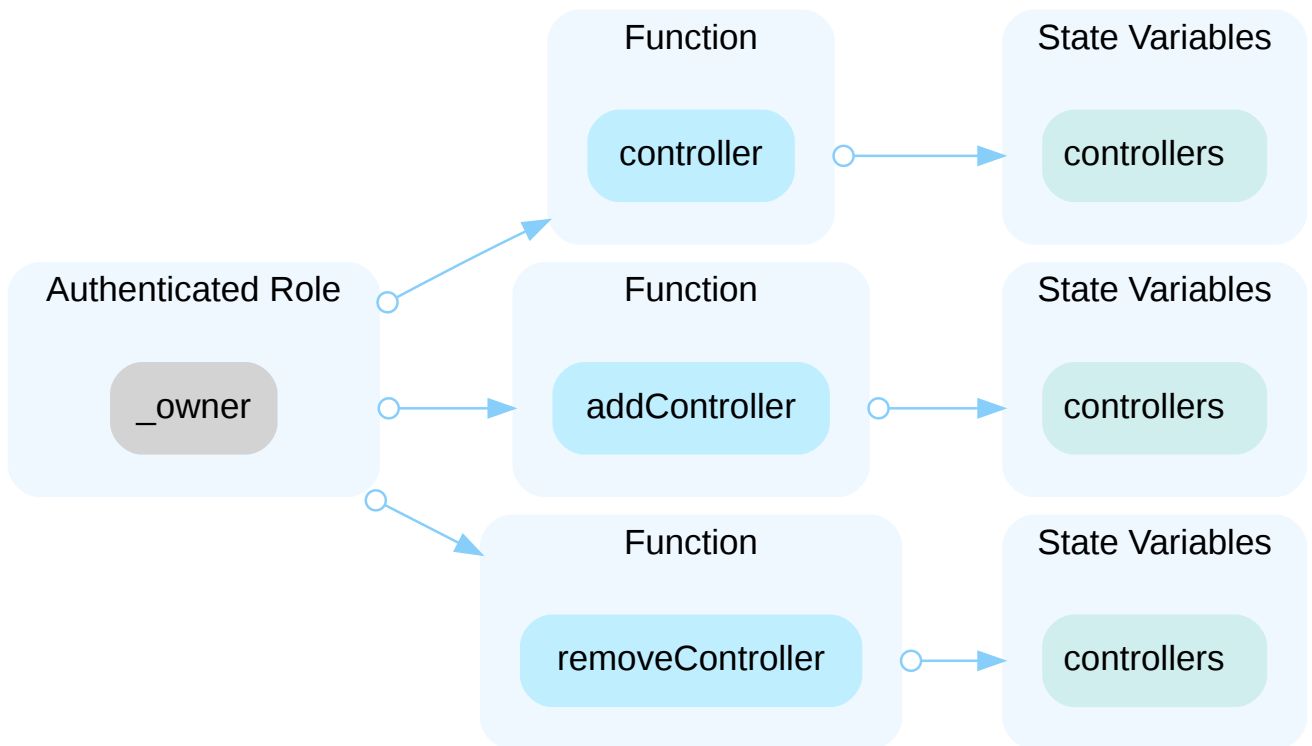 Function
controller
State Variables
controllers
Authenticated Role
_owner
Function
addController
State Variables
controllers
Function
removeController
State Variables
controllers